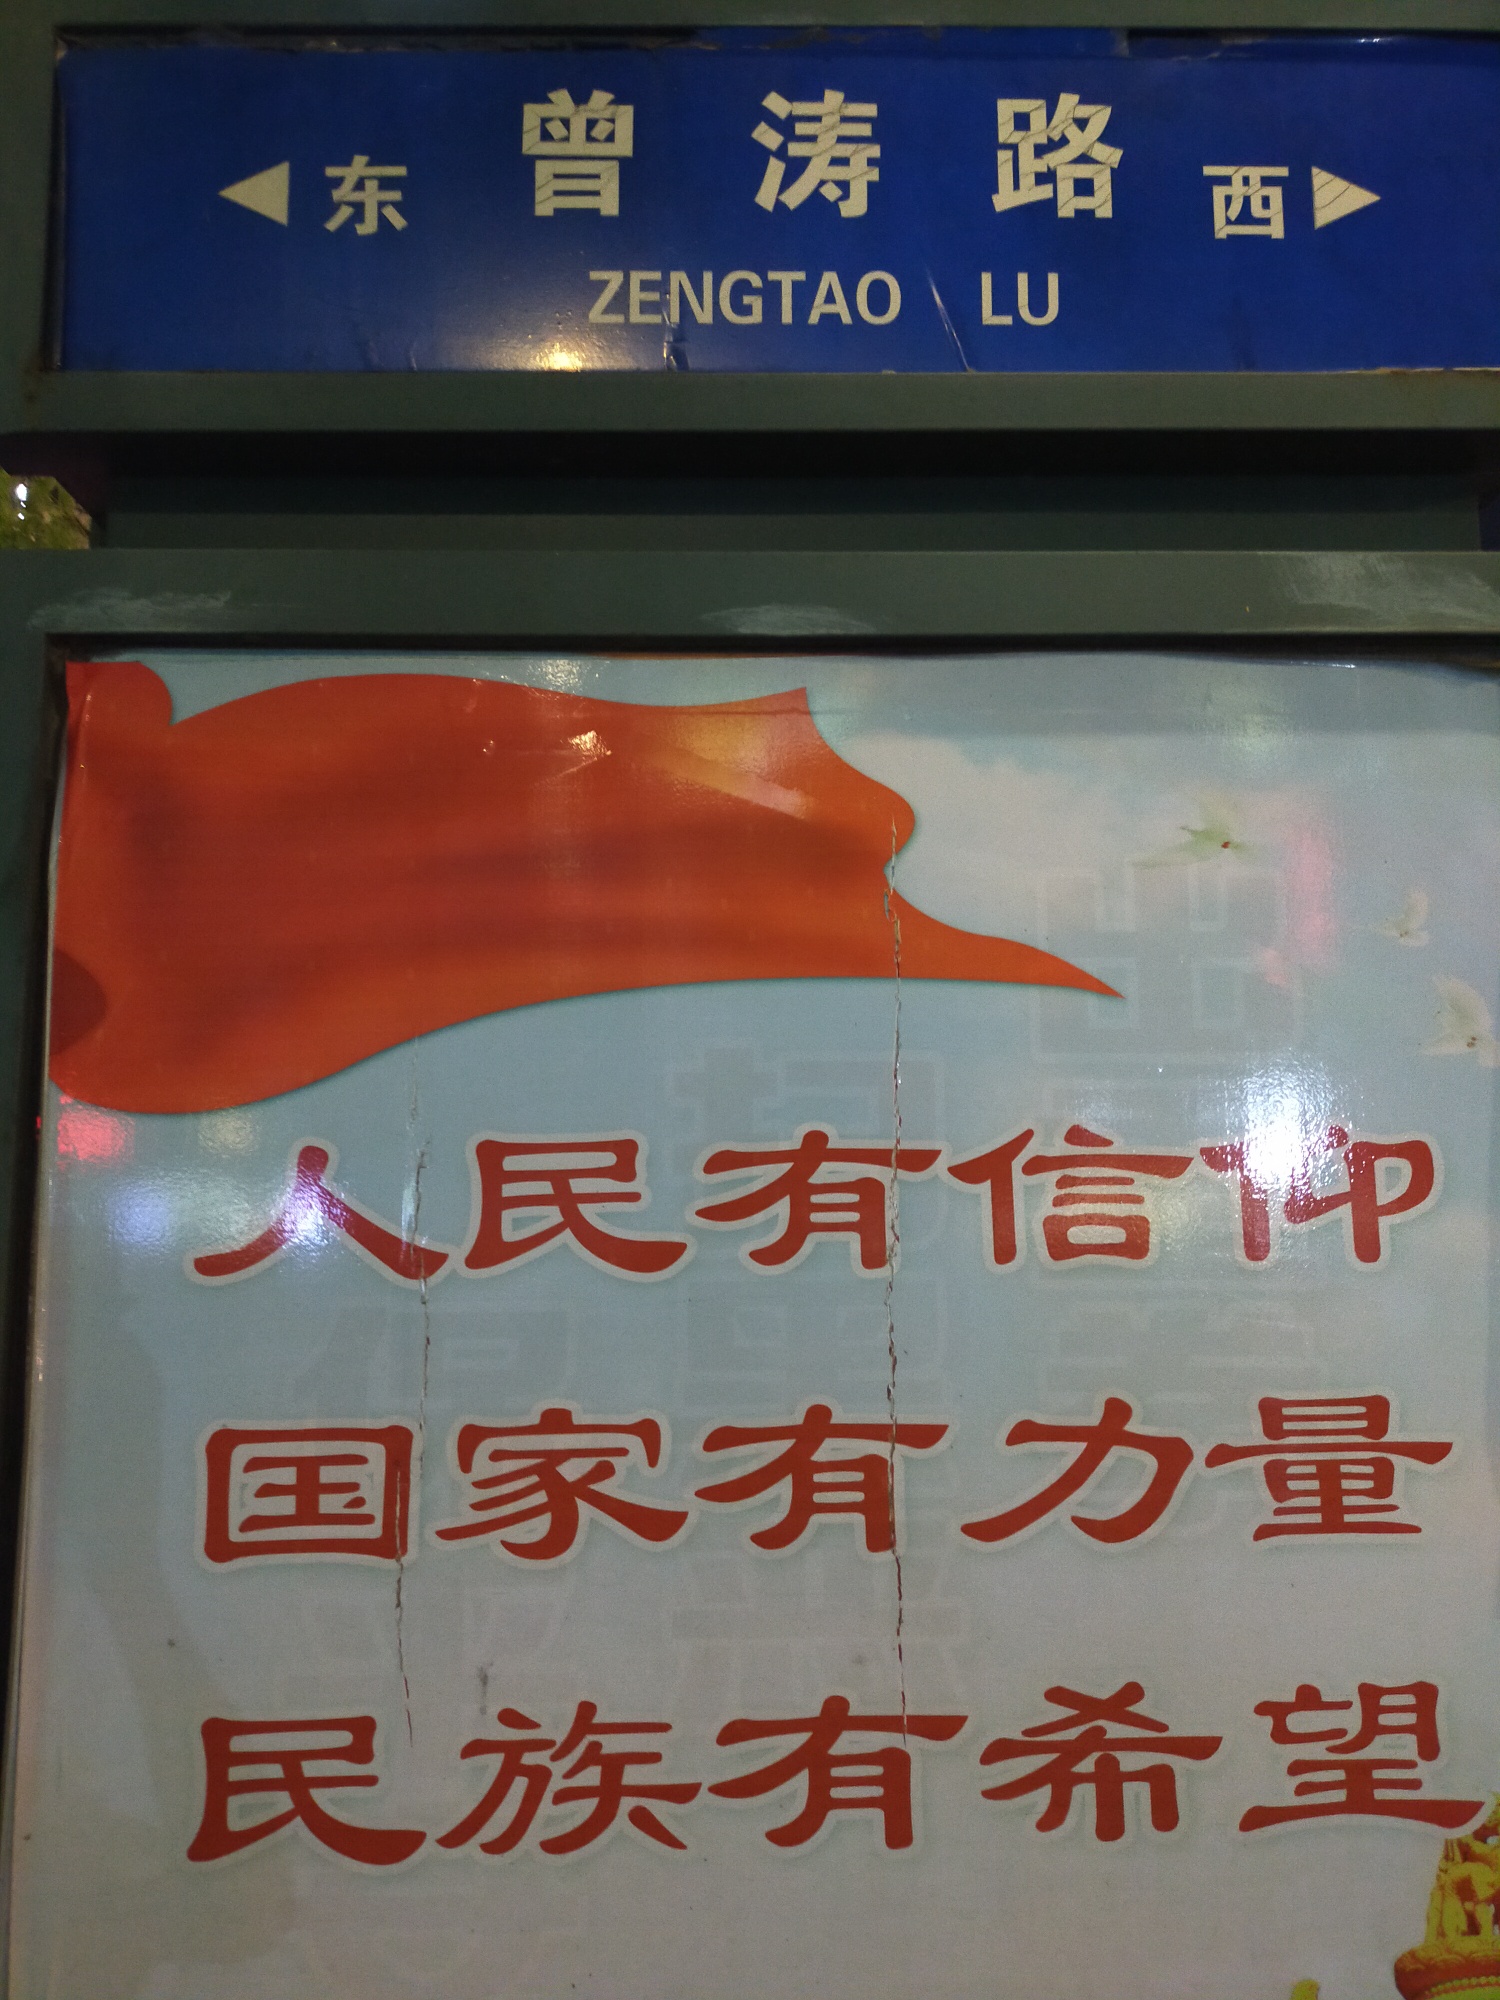 东 曾涛路 西
ZENGTAO LU
人民有信仰
国家有力量
民族有希望